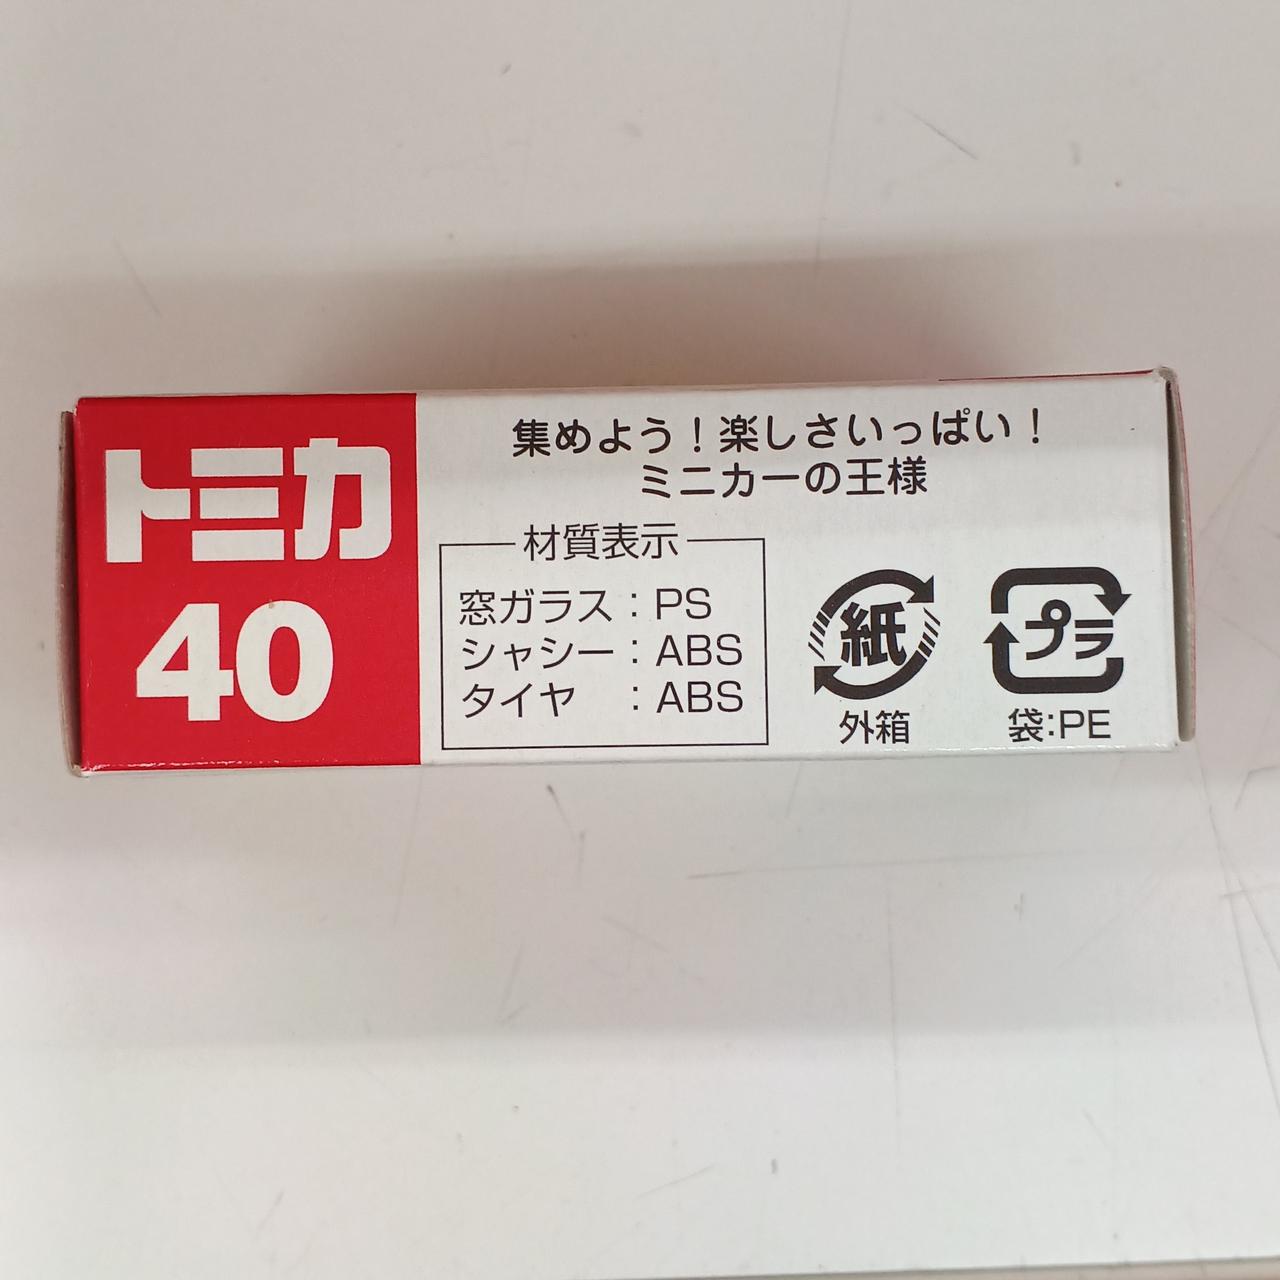 トミカ
40
集めよう！楽しさいっぱい！
ミニカーの王様
材質表示
窓ガラス：PS
シャシー：ABS
タイヤ：ABS
紙
外箱
プラ
袋:PE